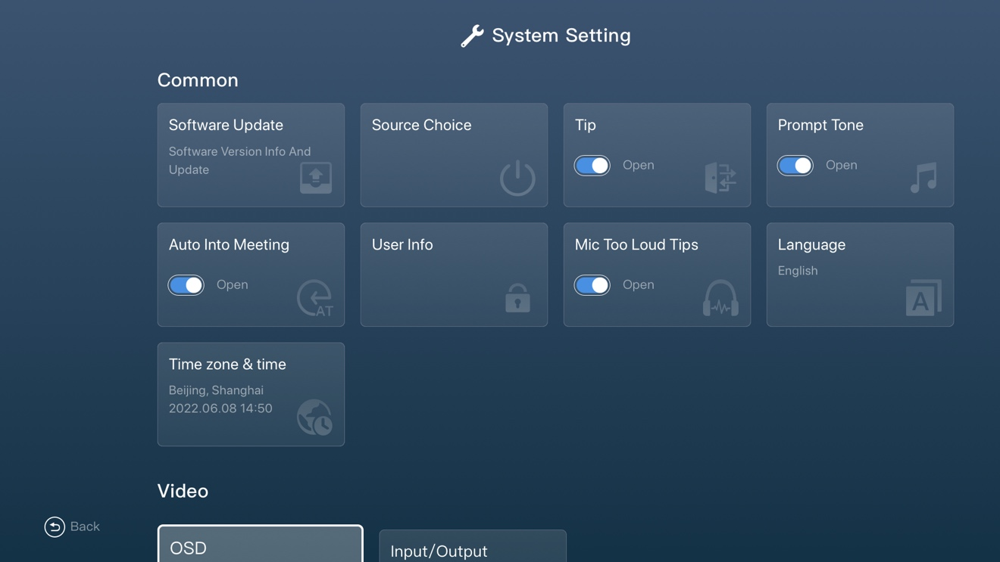 System Setting
Common
Software Update
Software Version Info And
Update
Source Choice
Tip
Open
Prompt Tone
Open
Auto Into Meeting
Open
AT
User Info
Mic Too Loud Tips
Open
Language
English
A
Time zone & time
Beijing, Shanghai
2022.06.08 14:50
Video
Back
OSD
Input/Output